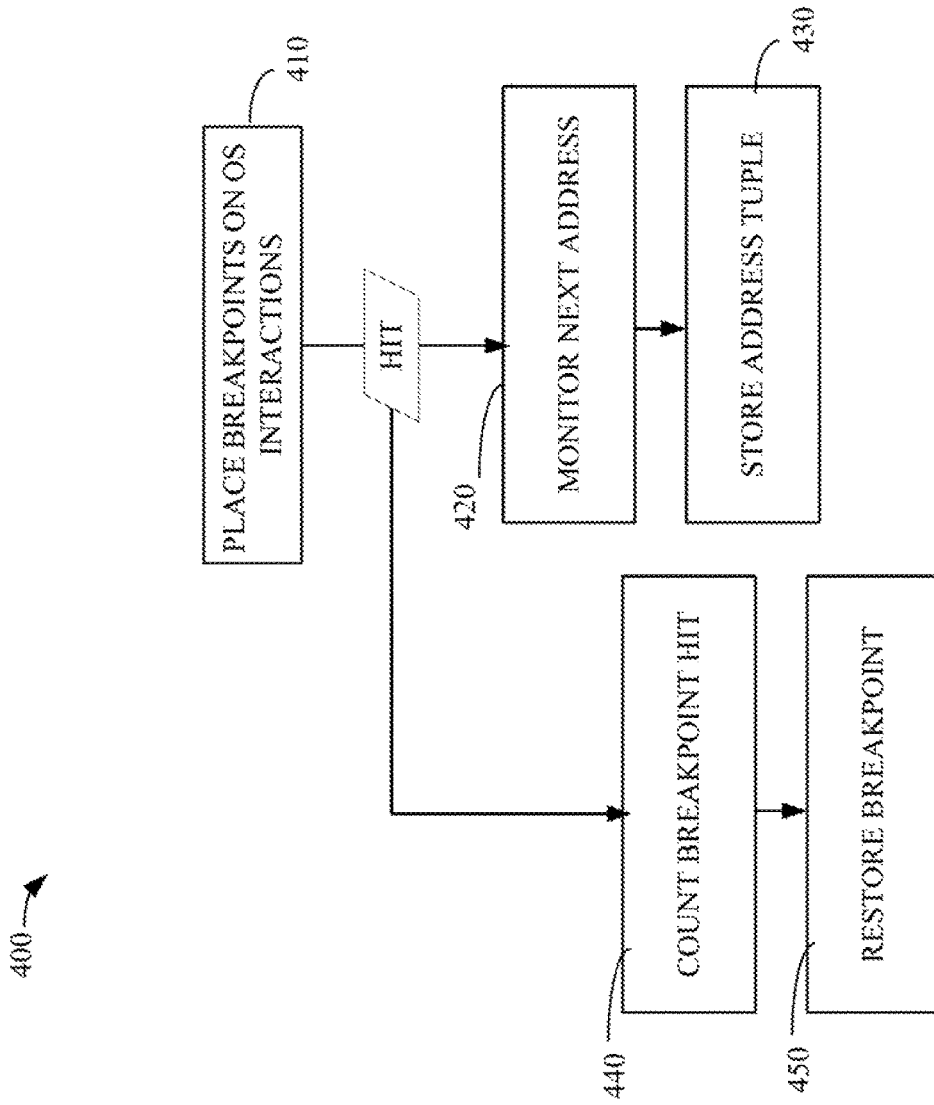 400
PLACE BREAKPOINTS ON OS
INTERACTIONS
410
HIT
420
MONITOR NEXT ADDRESS
STORE ADDRESS TUPLE
430
440
COUNT BREAKPOINT HIT
450
RESTORE BREAKPOINT